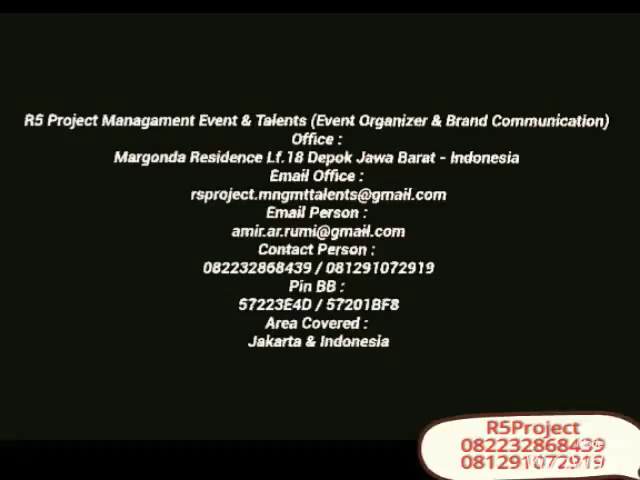 R5 Project Managament Event & Talents (Event Organizer & Brand Communication)
Office :
Margonda Residence Lf.18 Depok Jawa Barat - Indonesia
Email Office :
rsproject.mngmttalents@gmail.com
Email Person :
amir.ar.rumi@gmail.com
Contact Person :
082232868439 / 081291072919
Pin BB :
57223E4D / 57201BF8
Area Covered :
Jakarta & Indonesia
R5Project
082232868439
081291072919